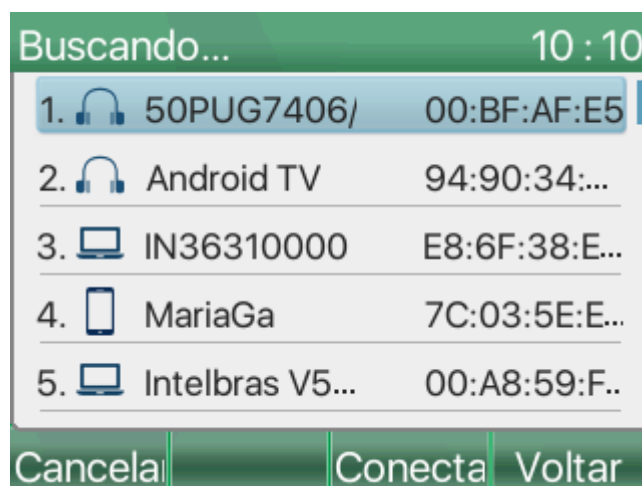 Buscando... 10:10
1. 50PUG7406/ 00:BF:AF:E5
2. Android TV 94:90:34:...
3. IN36310000 E8:6F:38:E...
4. MariaGa 7C:03:5E:E...
5. Intelbras V5... 00:A8:59:F..
Cancela Conecta Voltar